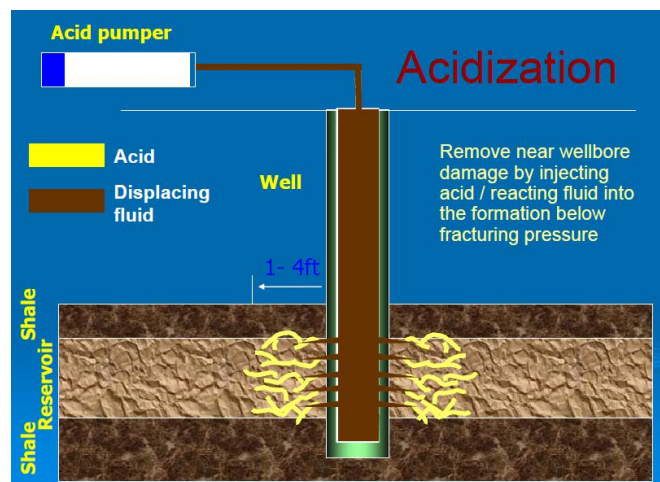 Acid pumper
Acidization
Acid
Displacing
fluid
Well
Remove near wellbore
damage by injecting
acid / reacting fluid into
the formation below
fracturing pressure
1- 4ft
Shale
Reservoir
Shale